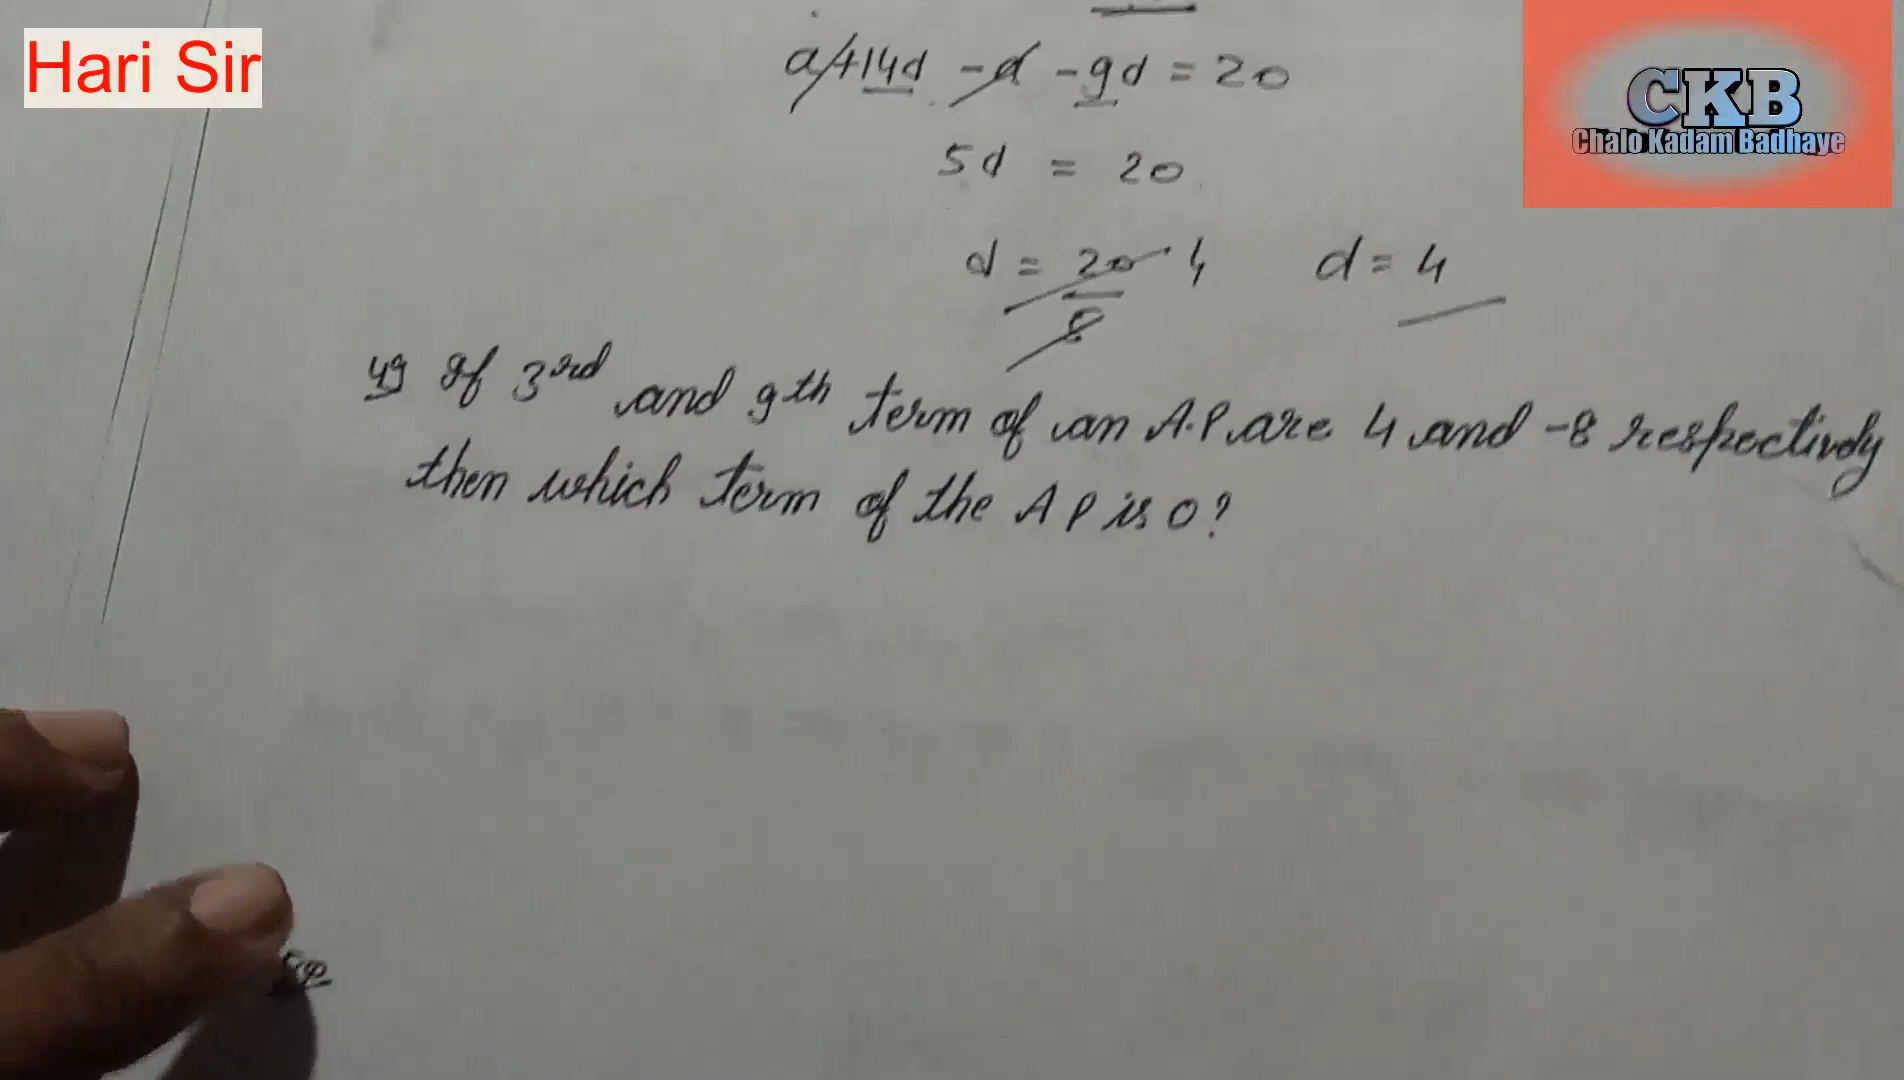 Hari Sir
CKB
Chalo Kadam Badhaye
a+14d - a - 9d = 20
5d = 20
d = 20 4 d = 4
49 If 3rd and 9th term of an A.P. are 4 and -8 respectively
then which term of the AP is 0?